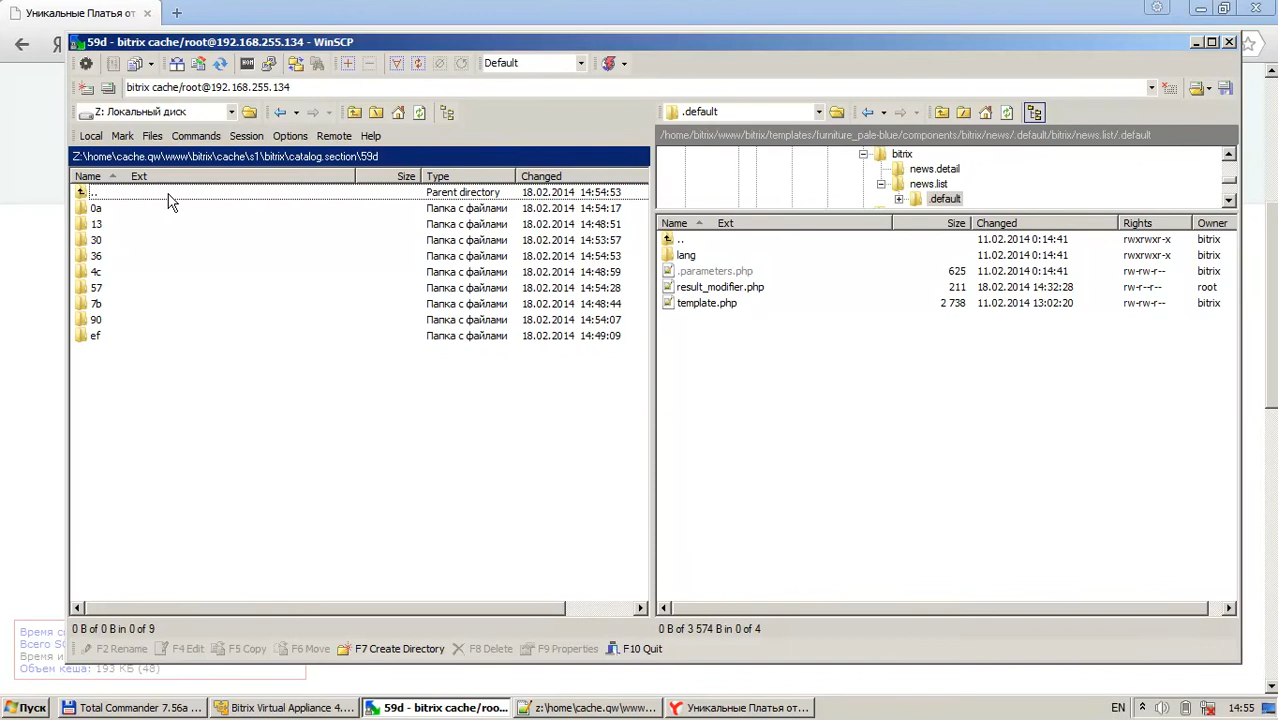 Уникальные Платья от
59d - bitrix cache/root@192.168.255.134 - WinSCP
Default
bitrix cache/root@192.168.255.134
Z: Локальный диск
.default
Local Mark Files Commands Session Options Remote Help
/home/bitrix/www/bitrix/templates/furniture_pale-blue/components/bitrix/news/.default/bitrix/news.list/.default
Z:\home\cache.qw\www\bitrix\cache\s1\bitrix\catalog.section\59d
bitrix
news.detail
news.list
.default
Name Ext Size Type Changed
.. Parent directory 18.02.2014 14:54:53
0a Папка с файлами 18.02.2014 14:54:17
13 Папка с файлами 18.02.2014 14:48:51
30 Папка с файлами 18.02.2014 14:53:57
36 Папка с файлами 18.02.2014 14:54:53
4c Папка с файлами 18.02.2014 14:48:59
57 Папка с файлами 18.02.2014 14:54:28
7b Папка с файлами 18.02.2014 14:48:44
90 Папка с файлами 18.02.2014 14:54:07
ef Папка с файлами 18.02.2014 14:49:09
Name Ext Size Changed Rights Owner
.. 11.02.2014 0:14:41 rwxrwxr-x bitrix
lang 11.02.2014 0:14:41 rwxrwxr-x bitrix
.parameters.php 625 11.02.2014 0:14:41 rw-rw-r-- bitrix
result_modifier.php 211 18.02.2014 14:32:28 rw-r--r-- root
template.php 2 738 11.02.2014 13:02:20 rw-rw-r-- bitrix
0 B of 0 B in 0 of 9
0 B of 3 574 B in 0 of 4
F2 Rename F4 Edit F5 Copy F6 Move F7 Create Directory F8 Delete F9 Properties F10 Quit
Время
Всего
Время и
Объем кеша: 193 КБ (48)
Пуск
Total Commander 7.56a ...
Bitrix Virtual Appliance 4....
59d - bitrix cache/roo...
z:\home\cache.qw\www...
Уникальные Платья от...
EN
14:55